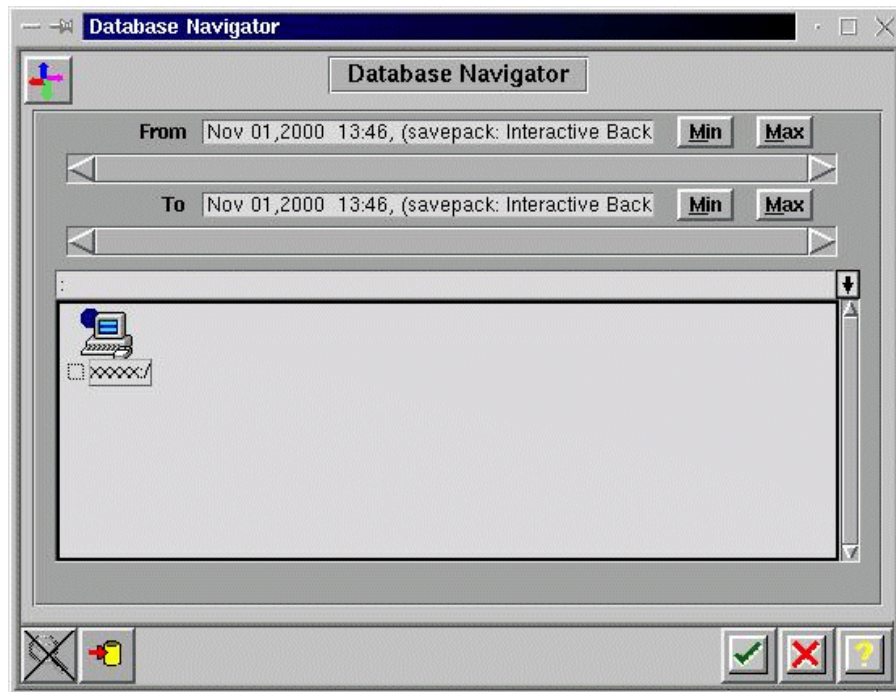 Database Navigator
Database Navigator
From Nov 01,2000 13:46, (savepack: Interactive Back Min Max
To Nov 01,2000 13:46, (savepack: Interactive Back Min Max
:
xxxxx:/
?